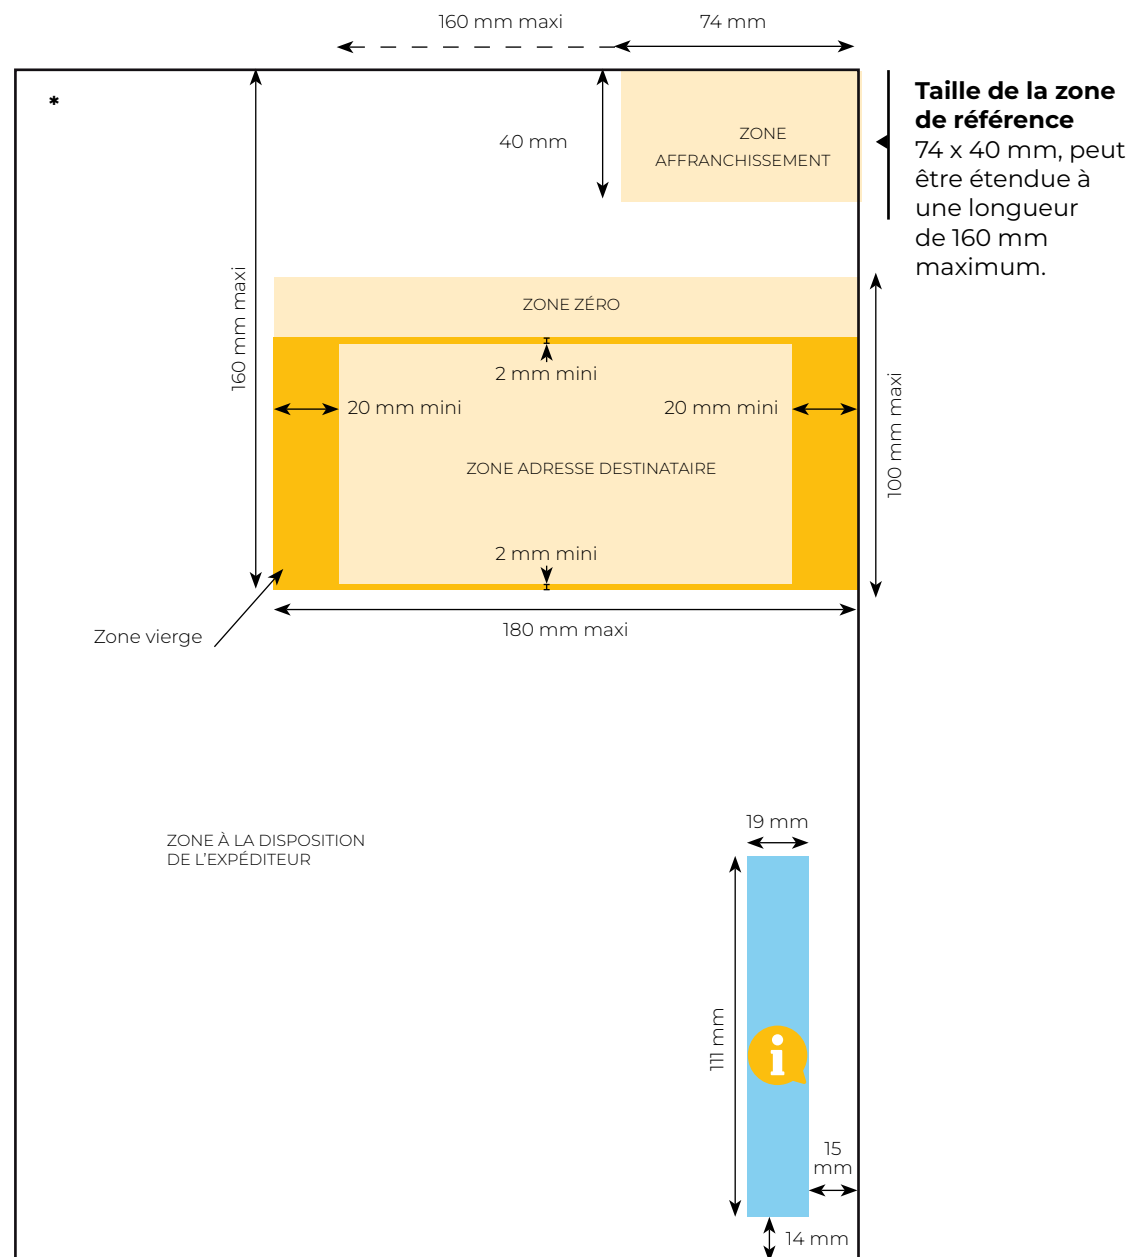 160 mm maxi
74 mm
*
40 mm
ZONE
AFFRANCHISSEMENT
Taille de la zone
de référence
74 x 40 mm, peut
être étendue à
une longueur
de 160 mm
maximum.
160 mm maxi
ZONE ZÉRO
2 mm mini
20 mm mini
20 mm mini
100 mm maxi
ZONE ADRESSE DESTINATAIRE
2 mm mini
180 mm maxi
Zone vierge
ZONE À LA DISPOSITION
DE L'EXPÉDITEUR
19 mm
111 mm
i
15
mm
14 mm